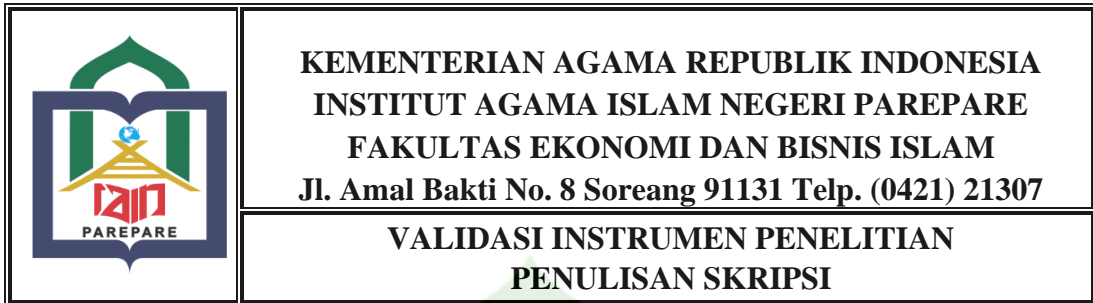 KEMENTERIAN AGAMA REPUBLIK INDONESIA
INSTITUT AGAMA ISLAM NEGERI PAREPARE
FAKULTAS EKONOMI DAN BISNIS ISLAM
Jl. Amal Bakti No. 8 Soreang 91131 Telp. (0421) 21307
IAIN
PAREPARE
VALIDASI INSTRUMEN PENELITIAN
PENULISAN SKRIPSI